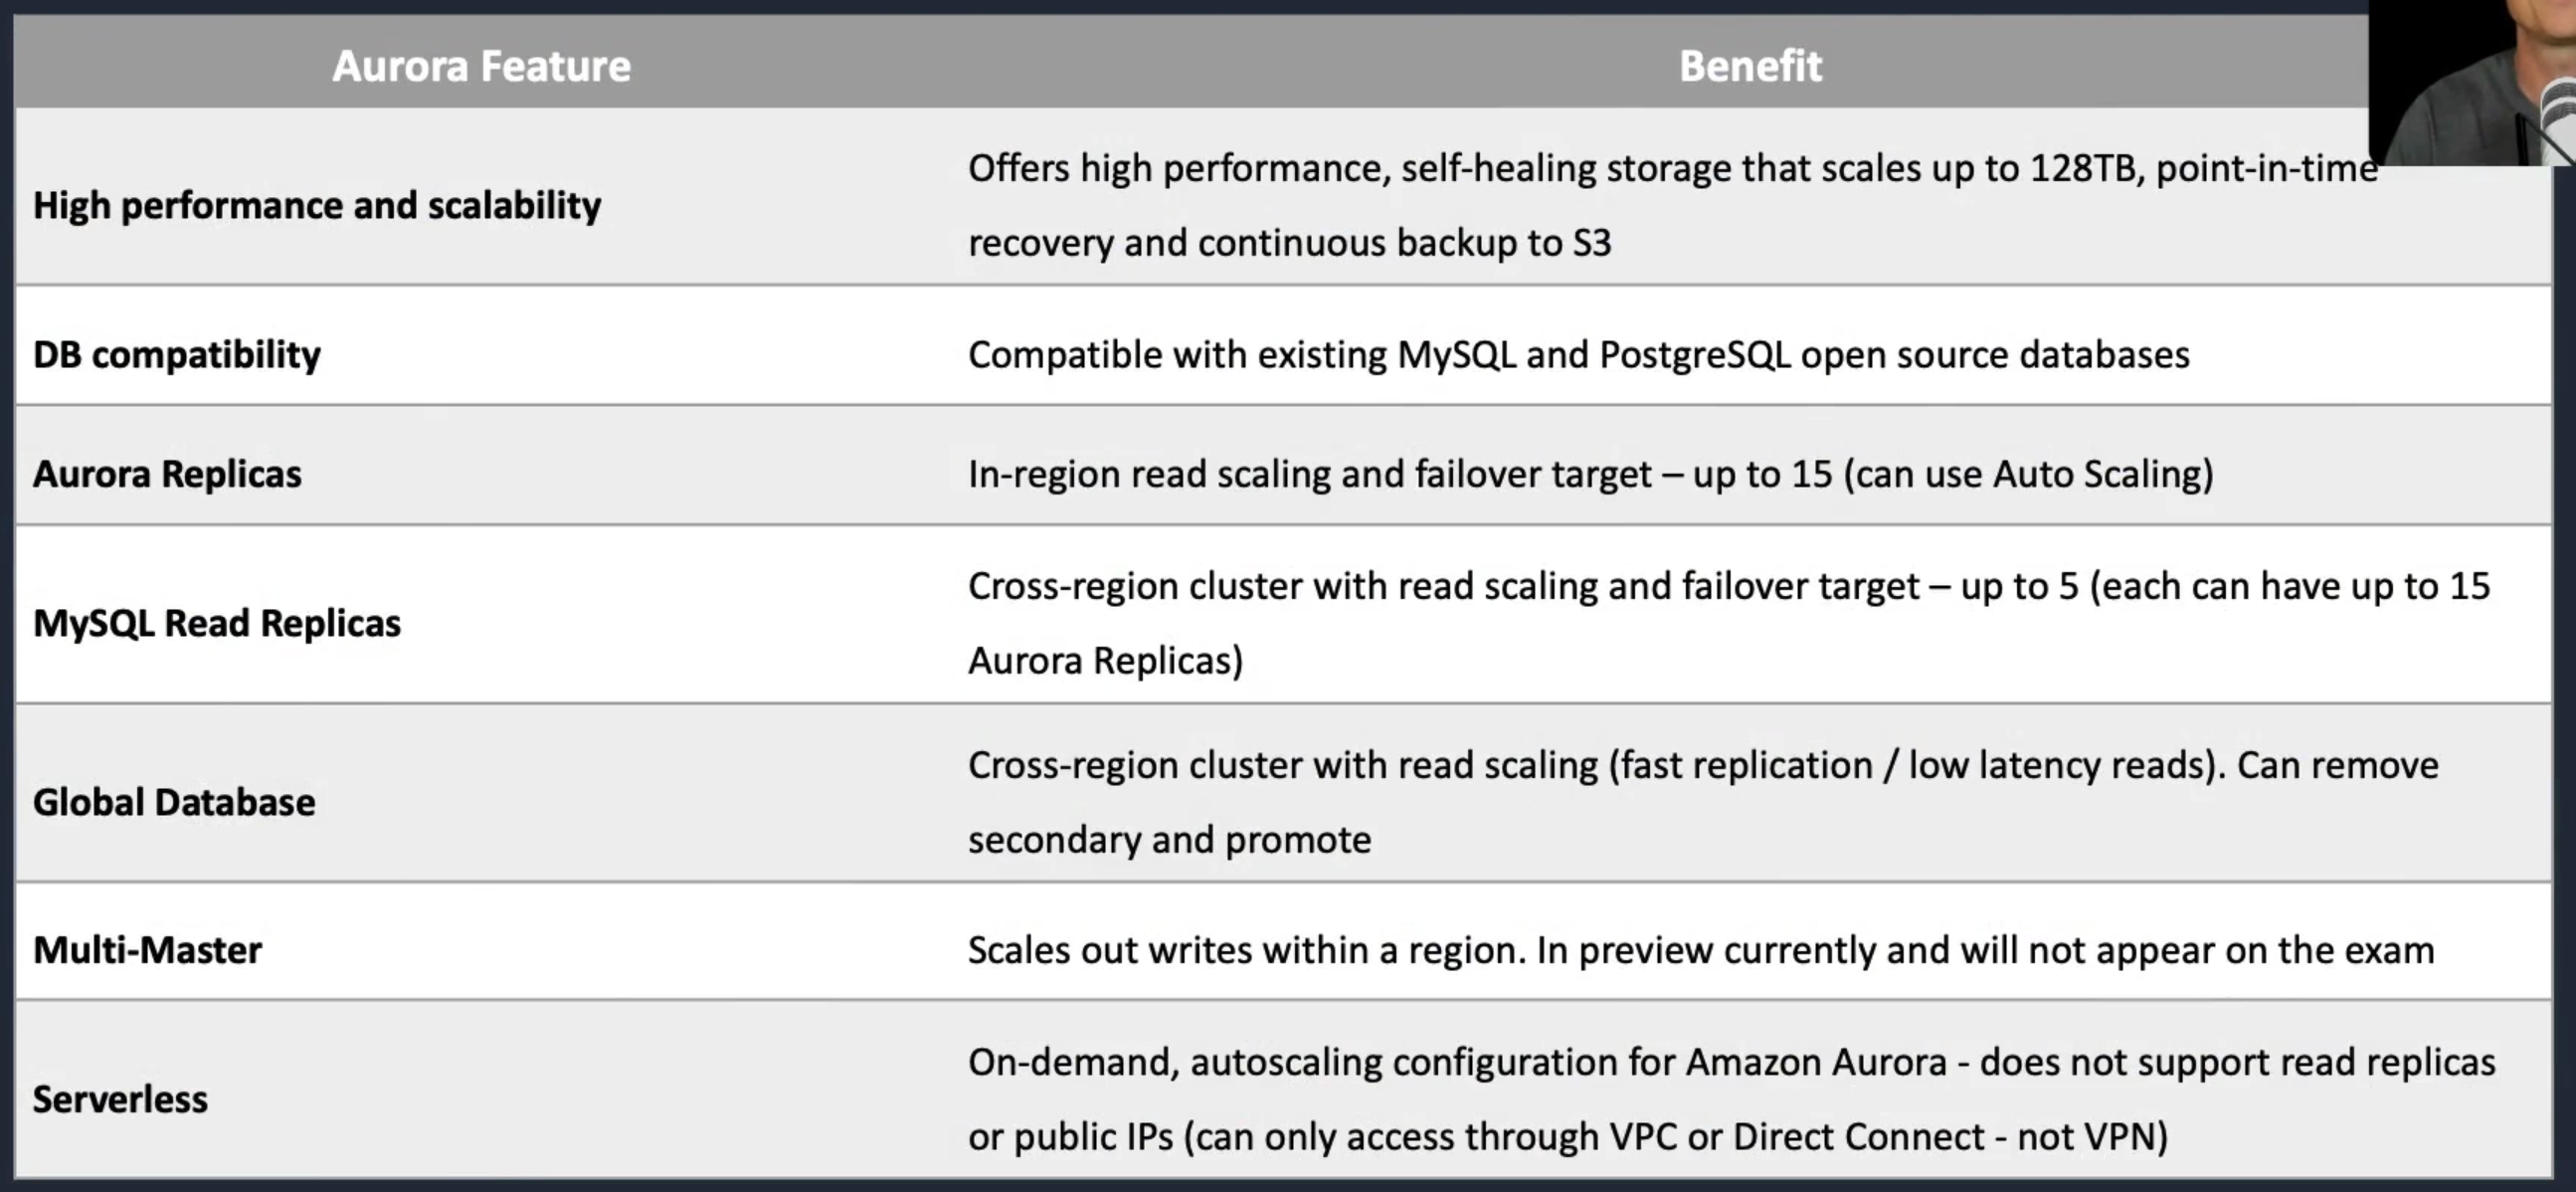 Aurora Feature
Benefit
High performance and scalability
Offers high performance, self-healing storage that scales up to 128TB, point-in-time
recovery and continuous backup to S3
DB compatibility
Compatible with existing MySQL and PostgreSQL open source databases
Aurora Replicas
In-region read scaling and failover target – up to 15 (can use Auto Scaling)
MySQL Read Replicas
Cross-region cluster with read scaling and failover target – up to 5 (each can have up to 15
Aurora Replicas)
Global Database
Cross-region cluster with read scaling (fast replication / low latency reads). Can remove
secondary and promote
Multi-Master
Scales out writes within a region. In preview currently and will not appear on the exam
Serverless
On-demand, autoscaling configuration for Amazon Aurora - does not support read replicas
or public IPs (can only access through VPC or Direct Connect - not VPN)